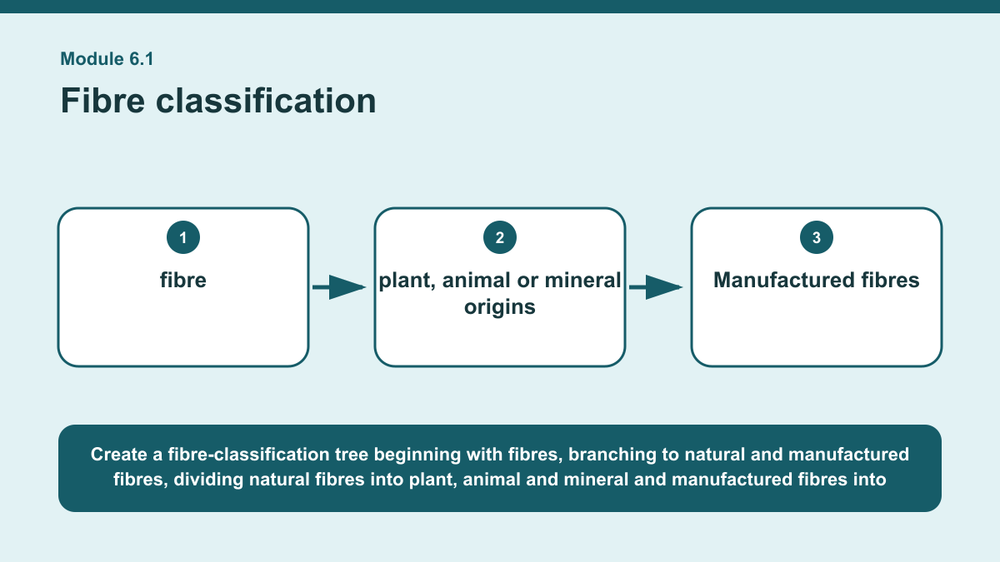 Module 6.1
Fibre classification
1
fibre
2
plant, animal or mineral
origins
3
Manufactured fibres
Create a fibre-classification tree beginning with fibres, branching to natural and manufactured
fibres, dividing natural fibres into plant, animal and mineral and manufactured fibres into